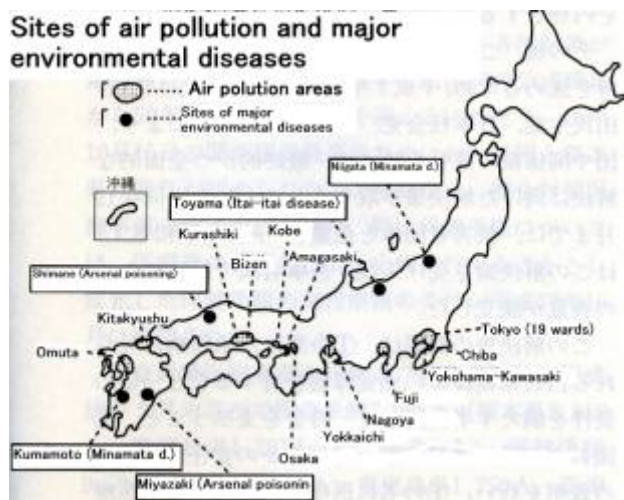 Sites of air pollution and major
environmental diseases
Air polution areas
Sites of major
environmental diseases
沖縄
Niigata (Minamata d.)
Toyama (Itai-itai disease)
Kurashiki
Kobe
Bizen
Amagasaki
Shimane (Arsenal poisoning)
Kitakyushu
Omuta
Tokyo (19 wards)
Chiba
Yokohama-Kawasaki
Fuji
Nagoya
Yokkaichi
Osaka
Kumamoto (Minamata d.)
Miyazaki (Arsenal poisonin